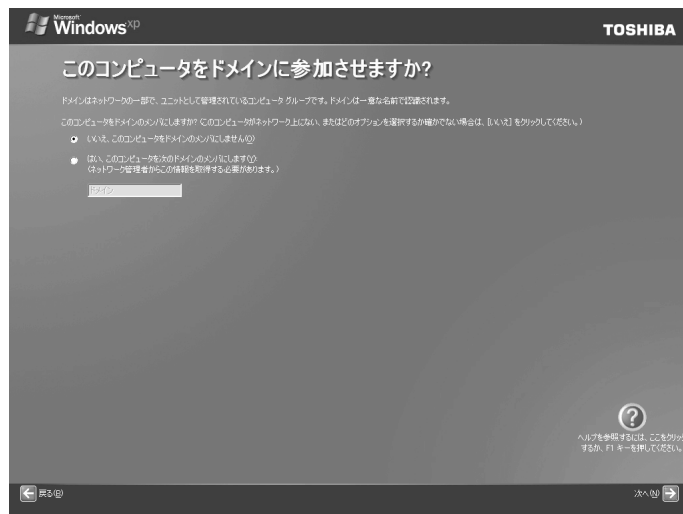 Microsoft
Windows xp
TOSHIBA
このコンピュータをドメインに参加させますか?
ドメインはネットワークの一部で、ユニットとして管理されているコンピュータ グループです。ドメインは一意な名前で認識されます。
このコンピュータをドメインのメンバにしますか? (このコンピュータがネットワーク上にない、またはどのオプションを選択するか確かでない場合は、[いいえ] をクリックしてください。)
いいえ、このコンピュータをドメインのメンバにしません(O)
はい、このコンピュータを次のドメインのメンバにします(Y):
(ネットワーク管理者からこの情報を取得する必要があります。)
ドメイン
ヘルプを参照するには、ここをクリッ
するか、F1 キーを押してください。
戻る(B)
次へ(N)